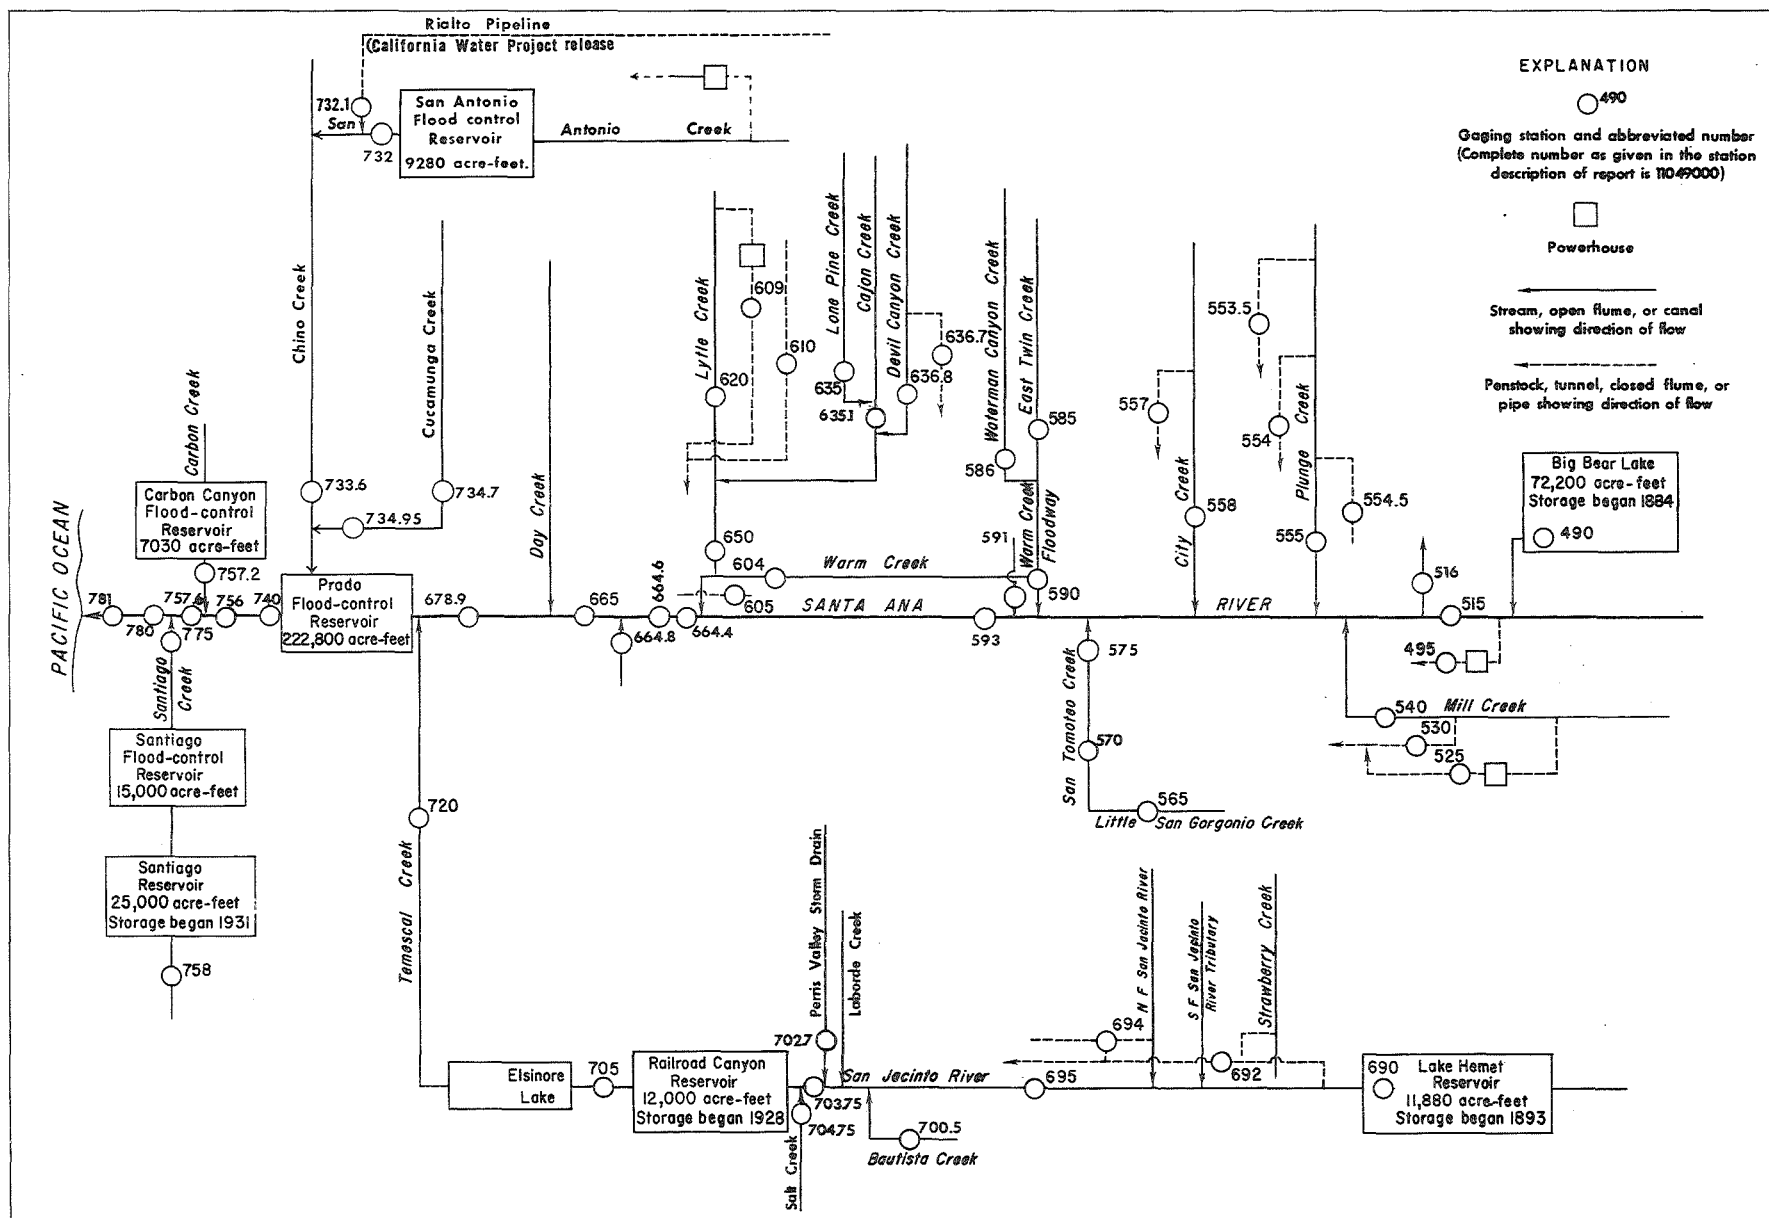 Rialto Pipeline
(California Water Project release
732.1
San
732
San Antonio
Flood control
Reservoir
9280 acre-feet.
Antonio
Creek
EXPLANATION
490
Gaging station and abbreviated number
(Complete number as given in the station
description of report is 11049000)
Powerhouse
Stream, open flume, or canal
showing direction of flow
Penstock, tunnel, closed flume, or
pipe showing direction of flow
Chino Creek
Cucamunga Creek
Day Creek
Lytle Creek
609
610
620
Lone Pine Creek
Cajon Creek
Devil Canyon Creek
635
635.1
636.7
636.8
Waterman Canyon Creek
East Twin Creek
585
586
Warm Creek
Floodway
City Creek
557
558
Plunge Creek
553.5
554
554.5
555
Big Bear Lake
72,200 acre-feet
Storage began 1884
490
Carbon Creek
Carbon Canyon
Flood-control
Reservoir
7030 acre-feet
733.6
734.7
734.95
650
604
Warm Creek
591
590
516
515
757.2
PACIFIC OCEAN
781
780
757.6
775
756
740
Prado
Flood-control
Reservoir
222,800 acre-feet
678.9
665
664.6
664.8
664.4
605
SANTA ANA
593
RIVER
495
Santiago
Creek
Santiago
Flood-control
Reservoir
15,000 acre-feet
Santiago
Reservoir
25,000 acre-feet
Storage began 1931
758
720
Temescal Creek
575
San Tomoteo Creek
570
565
Little San Gorgonio Creek
540
Mill Creek
530
525
Perris Valley Storm Drain
Laborde Creek
N F San Jacinto River
S F San Jacinto
River Tributary
Strawberry Creek
694
692
702.7
Elsinore
Lake
705
Railroad Canyon
Reservoir
12,000 acre-feet
Storage began 1928
703.75
704.75
Salt Creek
San Jacinto River
695
700.5
Bautista Creek
690
Lake Hemet
Reservoir
11,880 acre-feet
Storage began 1893